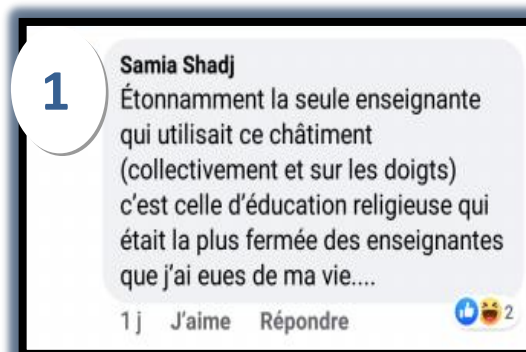 1
Samia Shadj
Étonnamment la seule enseignante
qui utilisait ce châtiment
(collectivement et sur les doigts)
c'est celle d'éducation religieuse qui
était la plus fermée des enseignantes
que j'ai eues de ma vie....
1 j J'aime Répondre 2